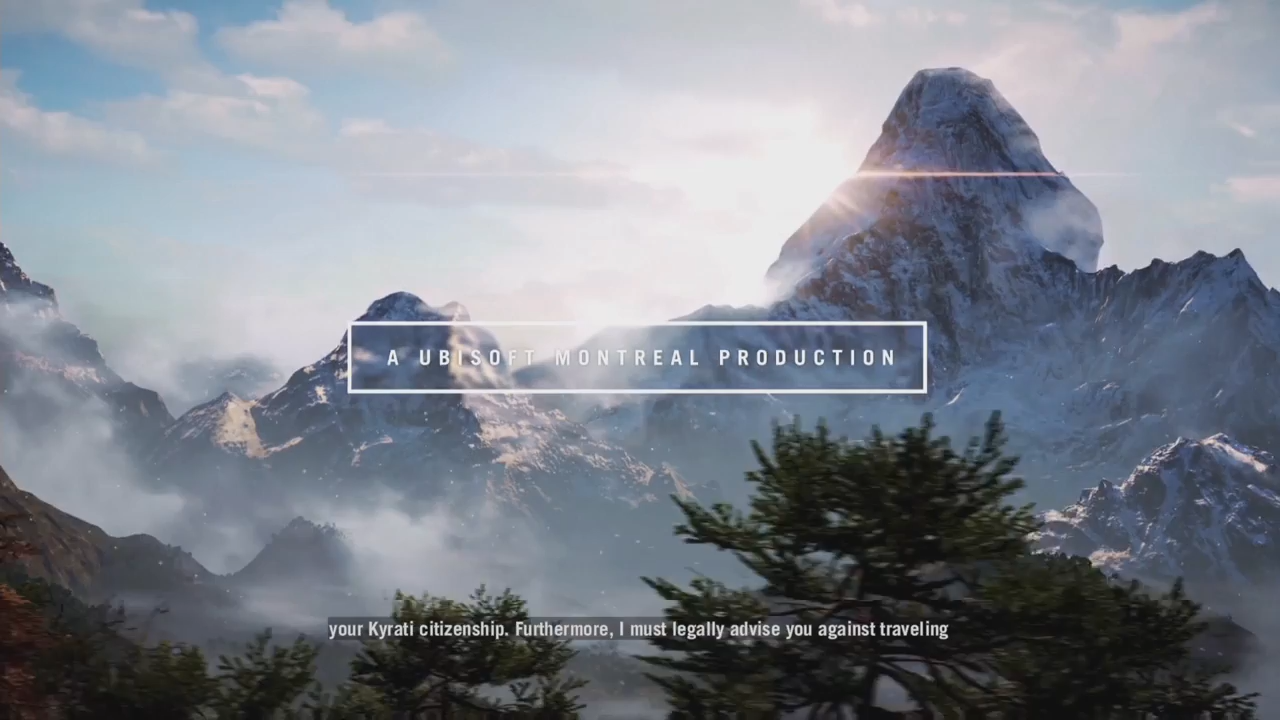 A UBISOFT MONTREAL PRODUCTION
your Kyrati citizenship. Furthermore, I must legally advise you against traveling